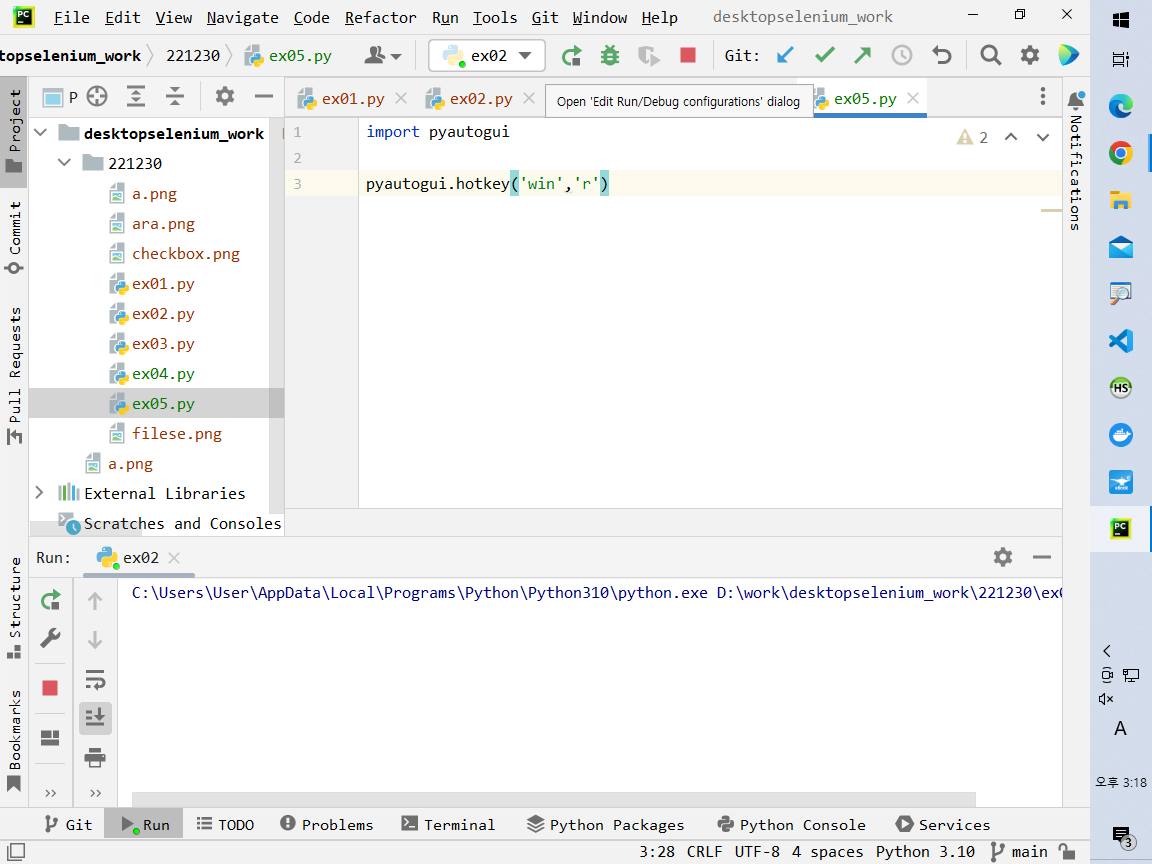 PC File Edit View Navigate Code Refactor Run Tools Git Window Help desktopselenium_work
topselenium_work 221230 ex05.py ex02 Git:
P ex01.py ex02.py Open 'Edit Run/Debug configurations' dialog ex05.py
Project
Commit
Pull Requests
Structure
Bookmarks
desktopselenium_work
221230
a.png
ara.png
checkbox.png
ex01.py
ex02.py
ex03.py
ex04.py
ex05.py
filese.png
a.png
External Libraries
Scratches and Consoles
1 import pyautogui
2
3 pyautogui.hotkey('win','r')
2
Notifications
Run: ex02
C:\Users\User\AppData\Local\Programs\Python\Python310\python.exe D:\work\desktopselenium_work\221230\ex0
Git Run TODO Problems Terminal Python Packages Python Console Services
3:28 CRLF UTF-8 4 spaces Python 3.10 main
HS
PC
A
오후 3:18
3